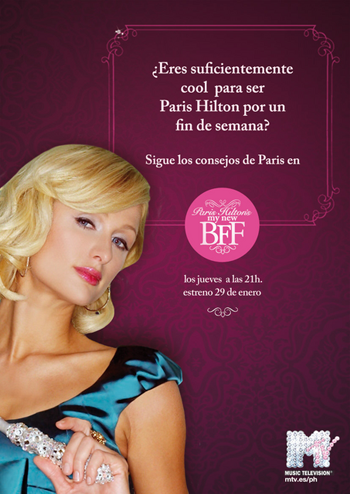 ¿Eres suficientemente
cool para ser
Paris Hilton por un
fin de semana?
Sigue los consejos de Paris en
Paris Hilton's
my new
BFF
los jueves a las 21h.
estreno 29 de enero
M
MUSIC TELEVISION®
mtv.es/ph